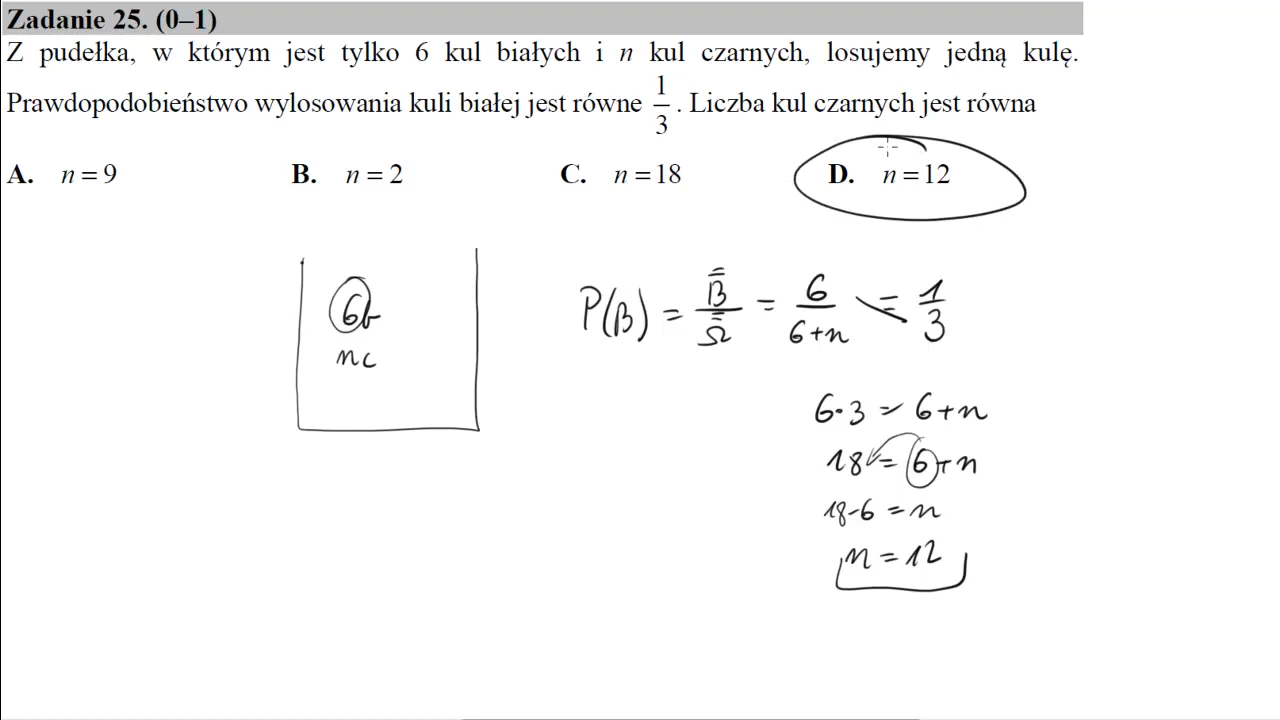 Zadanie 25. (0–1)
Z pudełka, w którym jest tylko 6 kul białych i n kul czarnych, losujemy jedną kulę.
Prawdopodobieństwo wylosowania kuli białej jest równe 1/3. Liczba kul czarnych jest równa
A. n = 9 B. n = 2 C. n = 18 D. n = 12
6b
nc
P(B) = B̿/Ω̿ = 6/(6+n) = 1/3
6·3 = 6+n
18 = 6+n
18-6 = n
n = 12